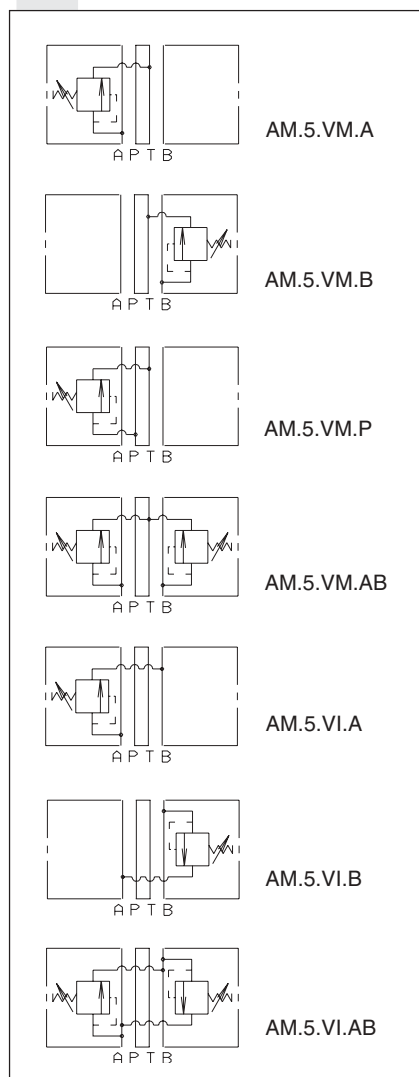 AM.5.VM.A
A P T B
AM.5.VM.B
A P T B
AM.5.VM.P
A P T B
AM.5.VM.AB
A P T B
AM.5.VI.A
A P T B
AM.5.VI.B
A P T B
AM.5.VI.AB
A P T B